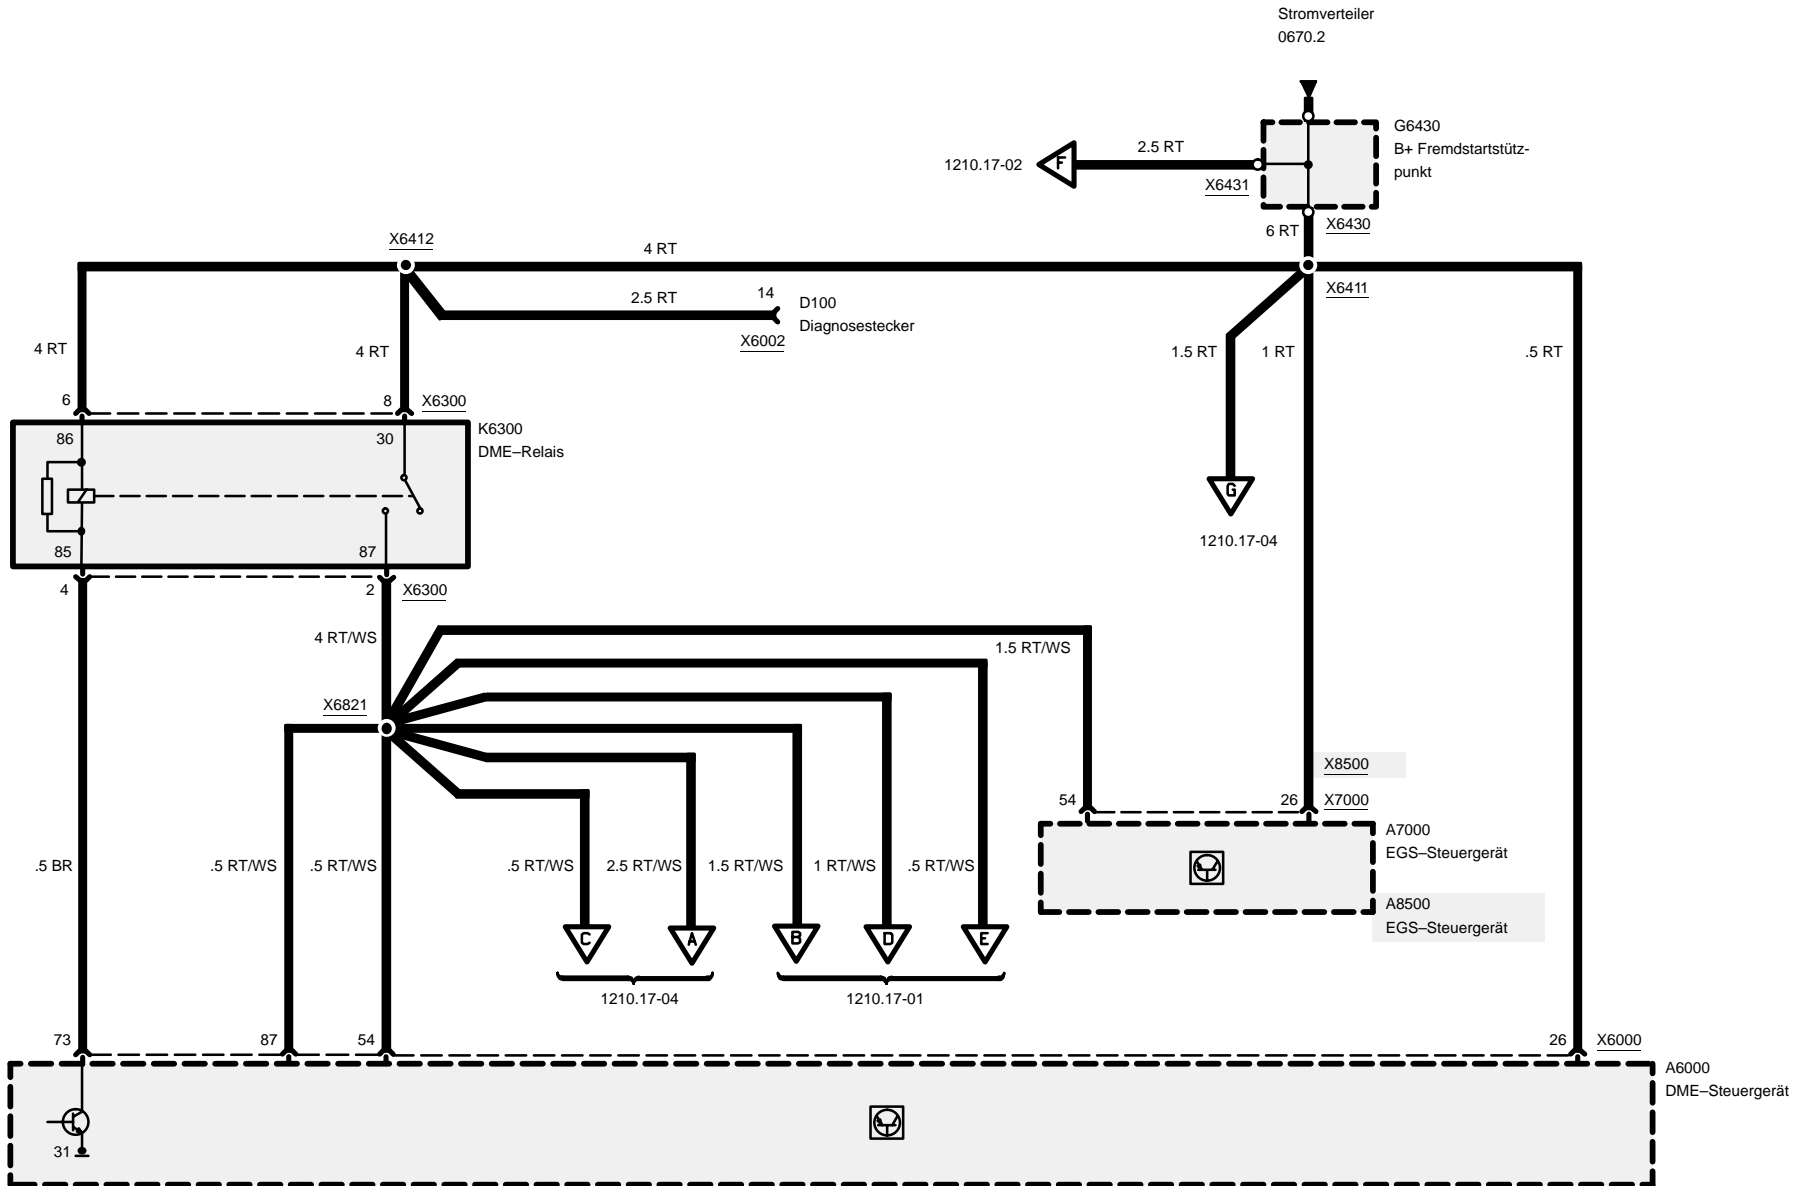 Stromverteiler
0670.2
G6430
B+ Fremdstartstütz-
punkt
1210.17-02
F
2.5 RT
X6431
X6430
6 RT
X6412
4 RT
X6411
2.5 RT
14
D100
Diagnosestecker
X6002
4 RT
4 RT
1.5 RT
1 RT
.5 RT
6
8
X6300
K6300
DME–Relais
86
30
G
1210.17-04
85
87
4
2
X6300
4 RT/WS
1.5 RT/WS
X6821
X8500
54
26
X7000
A7000
EGS–Steuergerät
A8500
EGS–Steuergerät
.5 BR
.5 RT/WS
.5 RT/WS
.5 RT/WS
2.5 RT/WS
1.5 RT/WS
1 RT/WS
.5 RT/WS
C
A
B
D
E
1210.17-04
1210.17-01
73
87
54
26
X6000
A6000
DME–Steuergerät
31